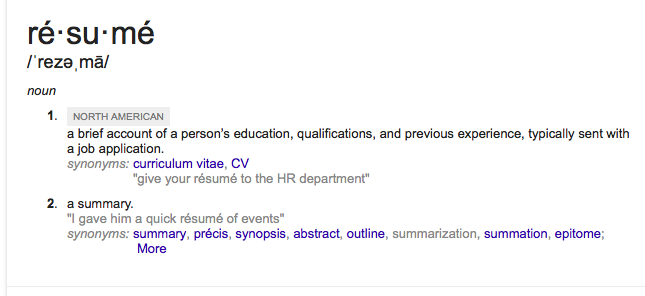 ré·su·mé
/ˈrezəˌmā/
noun
1. NORTH AMERICAN
a brief account of a person's education, qualifications, and previous experience, typically sent with
a job application.
synonyms: curriculum vitae, CV
"give your résumé to the HR department"
2. a summary.
"I gave him a quick résumé of events"
synonyms: summary, précis, synopsis, abstract, outline, summarization, summation, epitome;
More